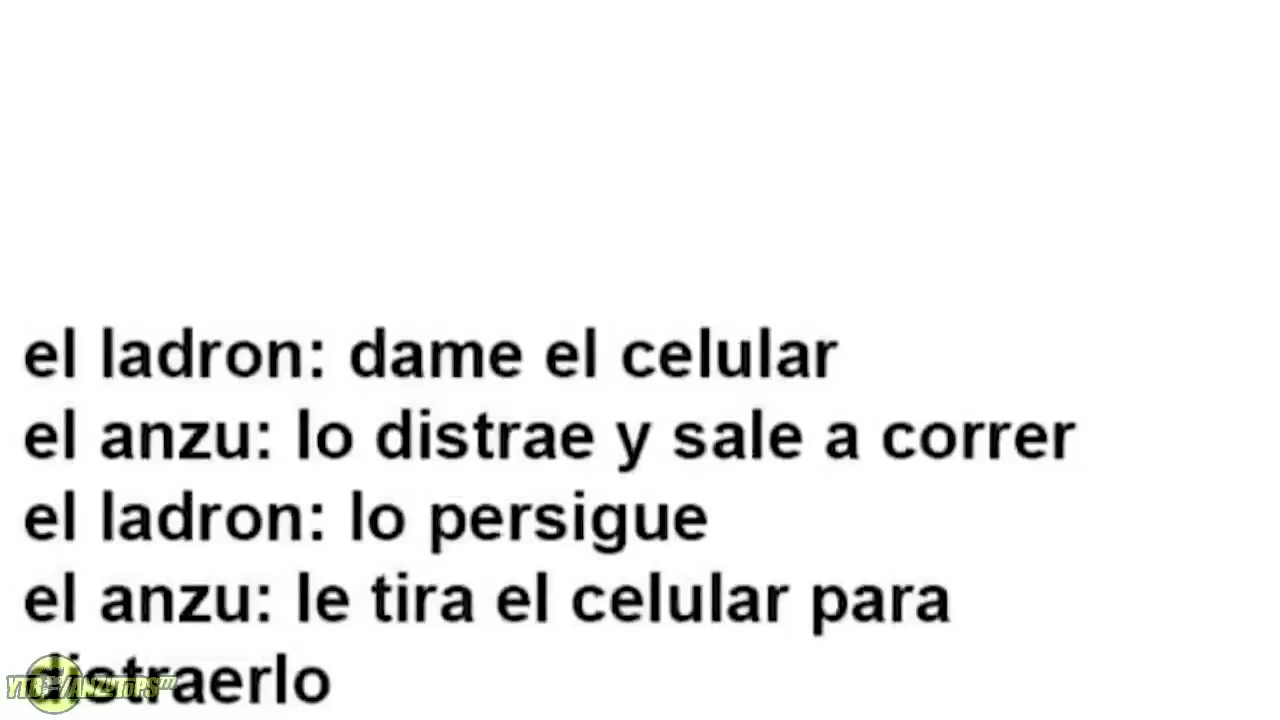 el ladron: dame el celular
el anzu: lo distrae y sale a correr
el ladron: lo persigue
el anzu: le tira el celular para
distraerlo